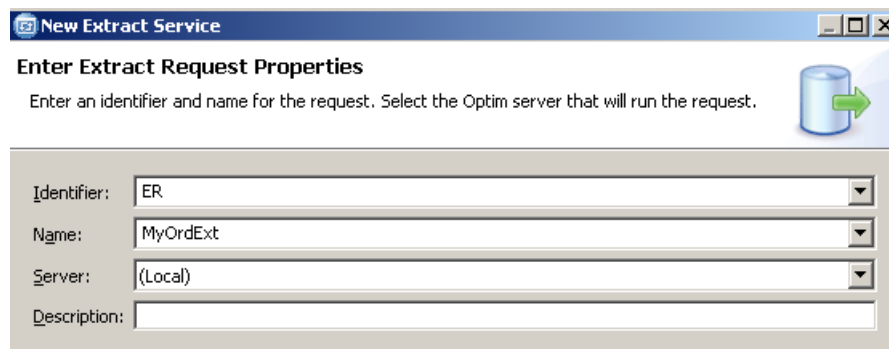 New Extract Service
Enter Extract Request Properties
Enter an identifier and name for the request. Select the Optim server that will run the request.
Identifier: ER
Name: MyOrdExt
Server: (Local)
Description: